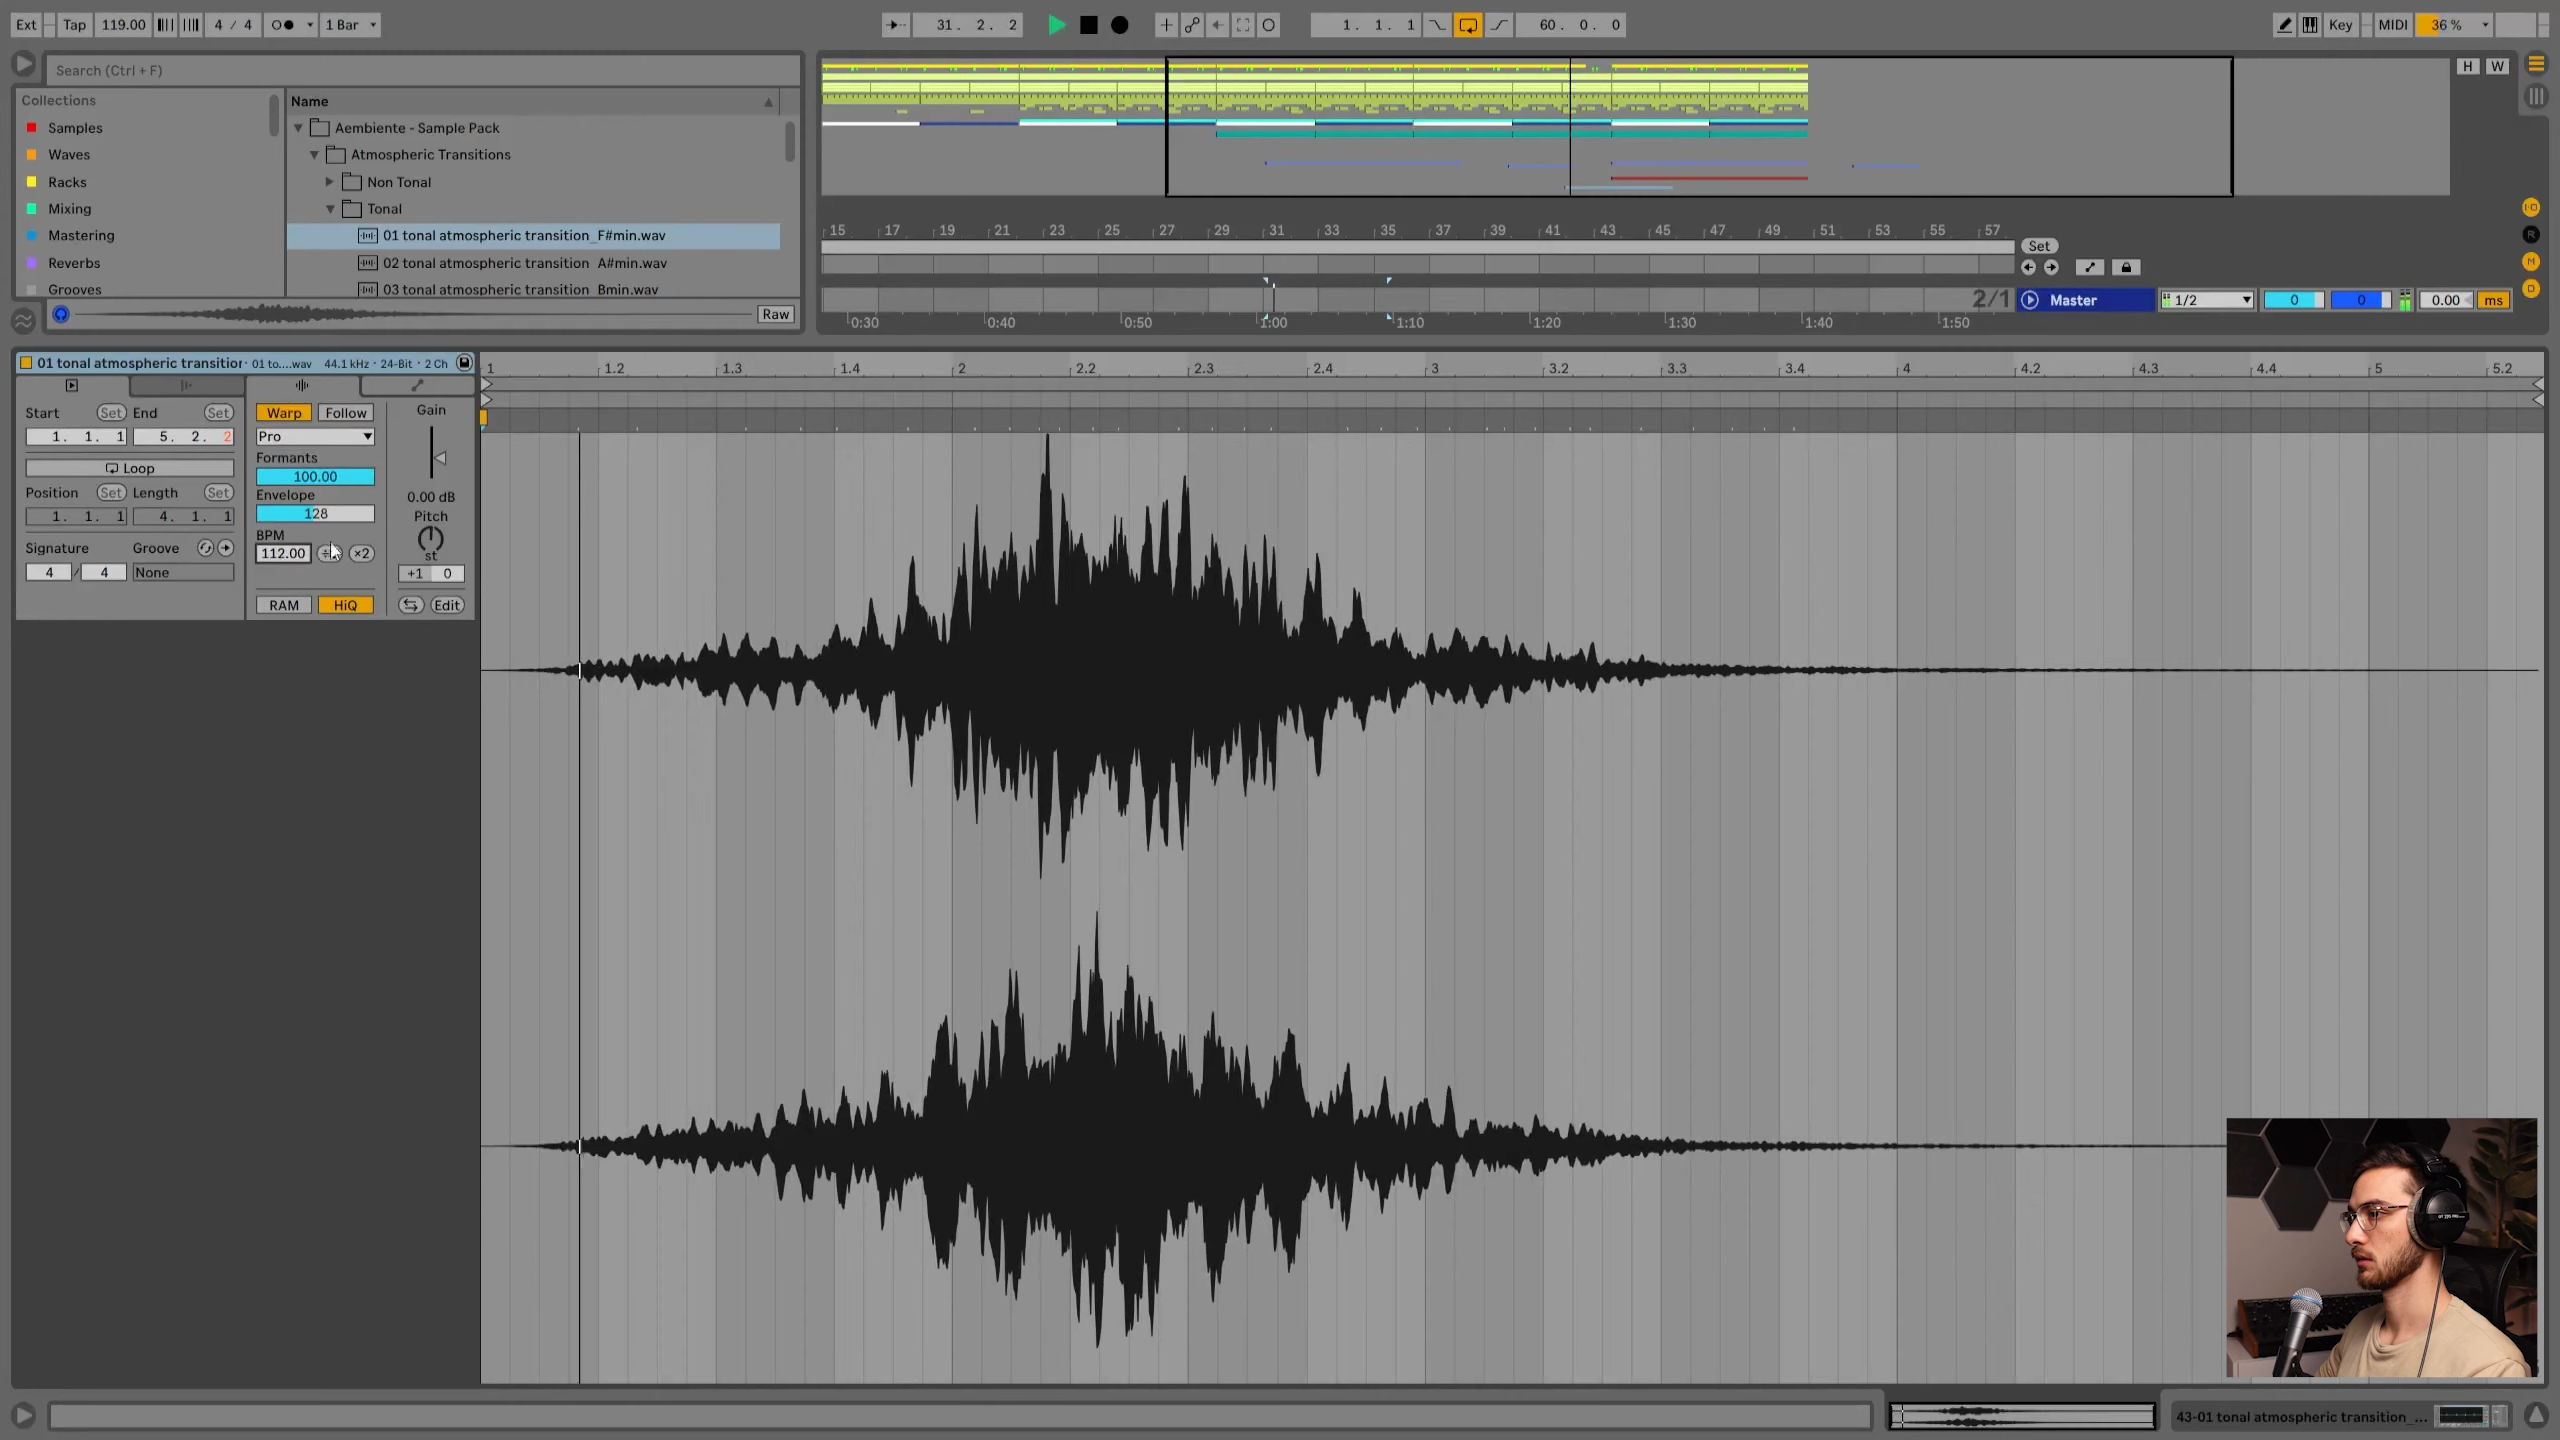 Ext Tap 119.00 4 / 4 1 Bar 31. 2. 2 1. 1. 1 60. 0. 0 Key MIDI 36 %
Search (Ctrl + F)
H W
Collections
Samples
Waves
Racks
Mixing
Mastering
Reverbs
Grooves
Name
Aembiente - Sample Pack
Atmospheric Transitions
Non Tonal
Tonal
01 tonal atmospheric transition_F#min.wav
02 tonal atmospheric transition A#min.wav
03 tonal atmospheric transition Bmin.wav
Raw
15 17 19 21 23 25 27 29 31 33 35 37 39 41 43 45 47 49 51 53 55 57
Set
2/1 Master 1/2 0 0 0.00 ms
0:30 0:40 0:50 1:00 1:10 1:20 1:30 1:40 1:50
R
M
D
01 tonal atmospheric transition 01 to....wav 44.1 kHz · 24-Bit · 2 Ch
1 1.2 1.3 1.4 2 2.2 2.3 2.4 3 3.2 3.3 3.4 4 4.2 4.3 4.4 5 5.2
Start Set End Set
1. 1. 1 5. 2. 2
Loop
Position Set Length Set
1. 1. 1 4. 1. 1
Signature Groove
4 / 4 None
Warp Follow
Pro
Formants
100.00
Envelope
128
BPM
112.00 ×2
RAM HiQ
Gain
0.00 dB
Pitch
st
+1 0
Edit
43-01 tonal atmospheric transition_...